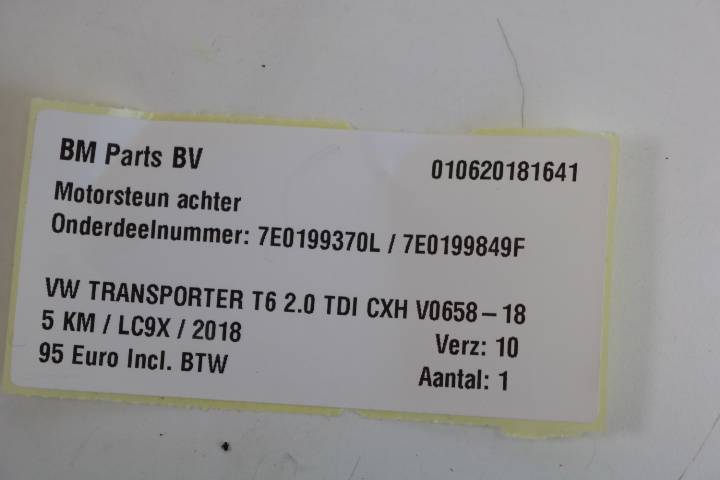 BM Parts BV 010620181641
Motorsteun achter
Onderdeelnummer: 7E0199370L / 7E0199849F
VW TRANSPORTER T6 2.0 TDI CXH V0658-18
5 KM / LC9X / 2018 Verz: 10
95 Euro Incl. BTW Aantal: 1